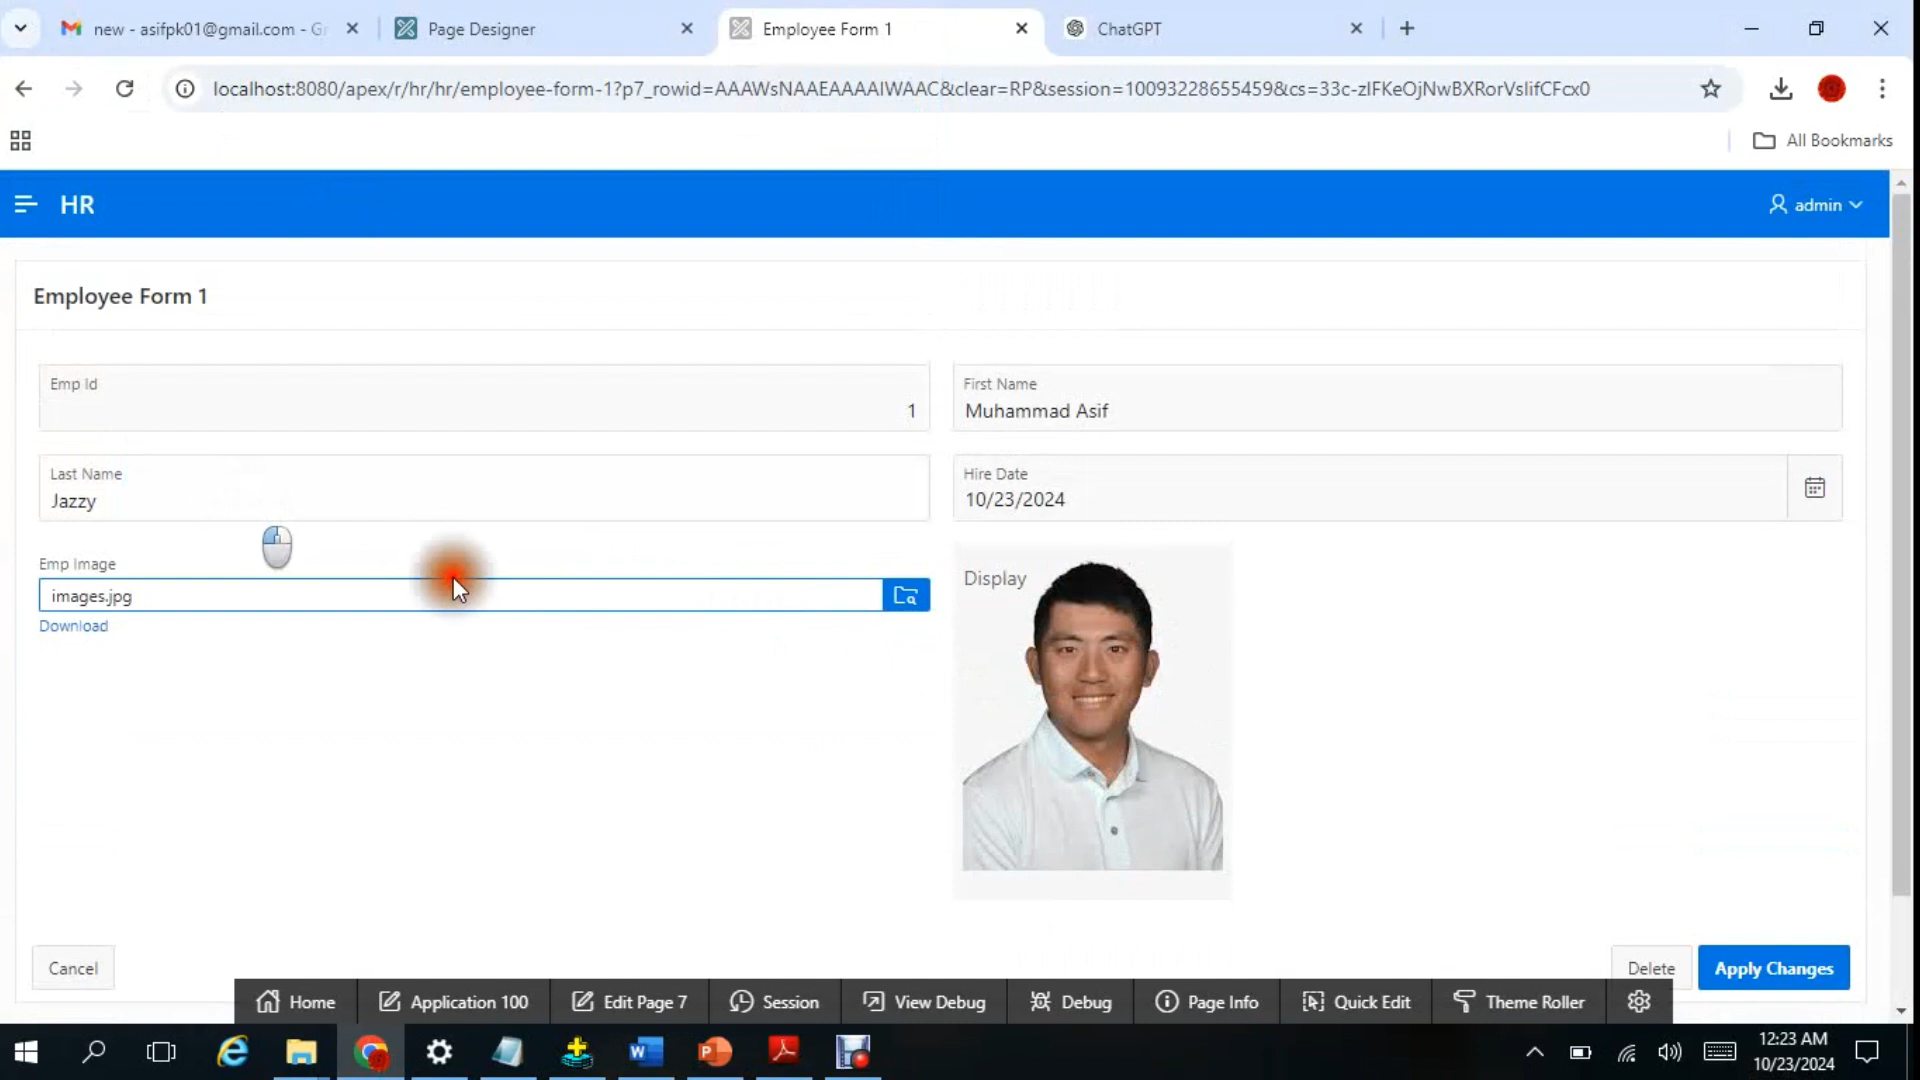 new - asifpk01@gmail.com - Gr
Page Designer
Employee Form 1
ChatGPT
localhost:8080/apex/r/hr/hr/employee-form-1?p7_rowid=AAAWsNAAEAAAAIWAAC&clear=RP&session=10093228655459&cs=33c-zIFKeOjNwBXRorVsIifCFcx0
All Bookmarks
HR
admin
Employee Form 1
Emp Id
1
First Name
Muhammad Asif
Last Name
Jazzy
Hire Date
10/23/2024
Emp Image
images.jpg
Download
Display
Cancel
Delete
Apply Changes
Home
Application 100
Edit Page 7
Session
View Debug
Debug
Page Info
Quick Edit
Theme Roller
12:23 AM
10/23/2024